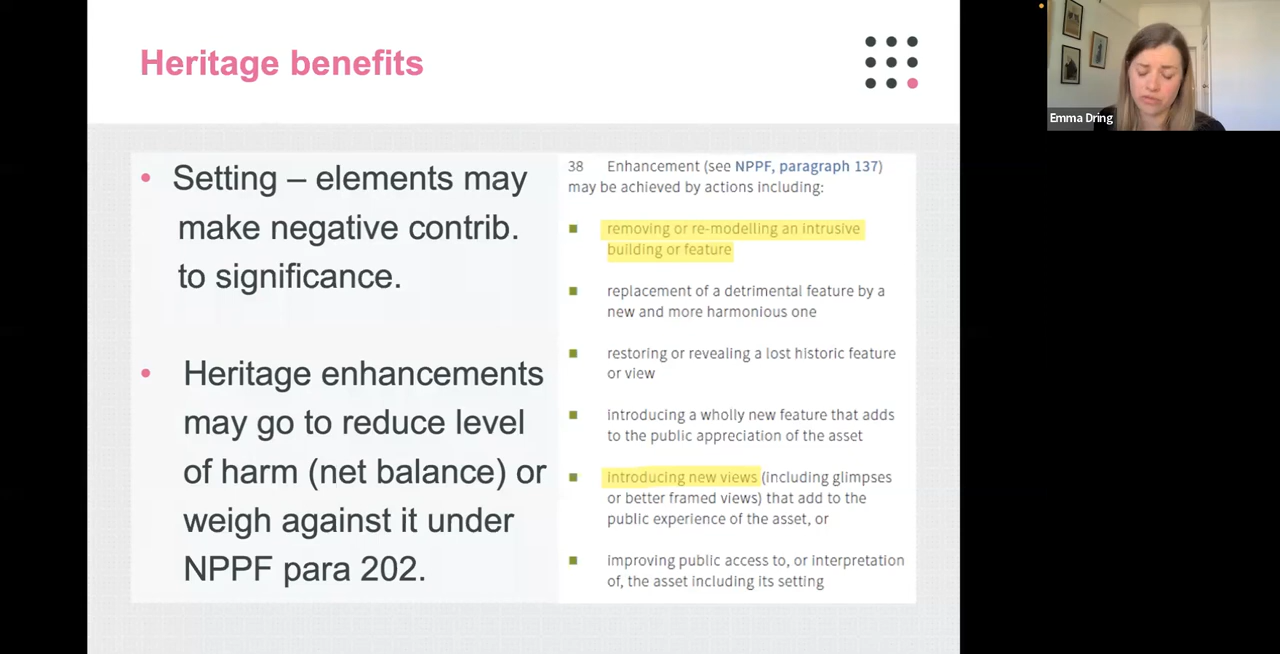 Heritage benefits
• Setting – elements may
make negative contrib.
to significance.
• Heritage enhancements
may go to reduce level
of harm (net balance) or
weigh against it under
NPPF para 202.
38 Enhancement (see NPPF, paragraph 137)
may be achieved by actions including:
■ removing or re-modelling an intrusive
building or feature
■ replacement of a detrimental feature by a
new and more harmonious one
■ restoring or revealing a lost historic feature
or view
■ introducing a wholly new feature that adds
to the public appreciation of the asset
■ introducing new views (including glimpses
or better framed views) that add to the
public experience of the asset, or
■ improving public access to, or interpretation
of, the asset including its setting
Emma Dring